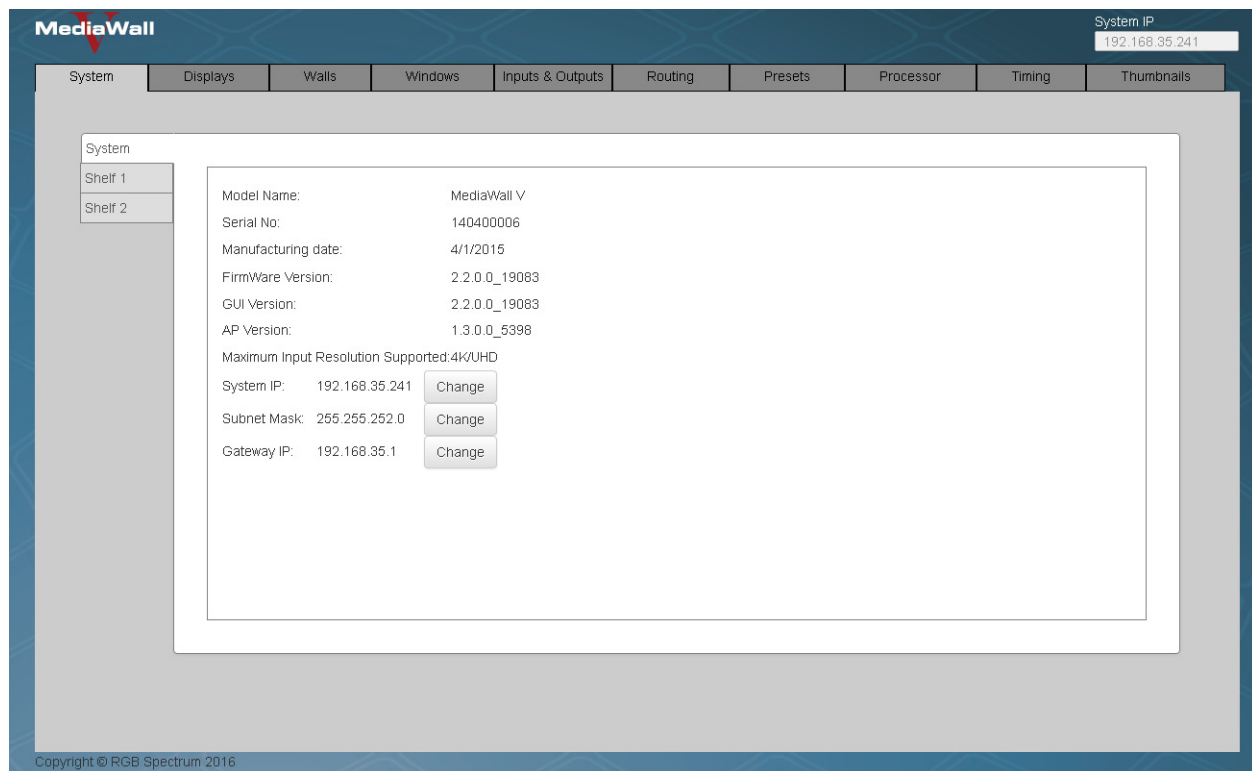 MediaWall
V
System IP
192.168.35.241
System Displays Walls Windows Inputs & Outputs Routing Presets Processor Timing Thumbnails
System
Shelf 1
Shelf 2
Model Name: MediaWall V
Serial No: 140400006
Manufacturing date: 4/1/2015
FirmWare Version: 2.2.0.0_19083
GUI Version: 2.2.0.0_19083
AP Version: 1.3.0.0_5398
Maximum Input Resolution Supported:4K/UHD
System IP: 192.168.35.241 Change
Subnet Mask: 255.255.252.0 Change
Gateway IP: 192.168.35.1 Change
Copyright © RGB Spectrum 2016